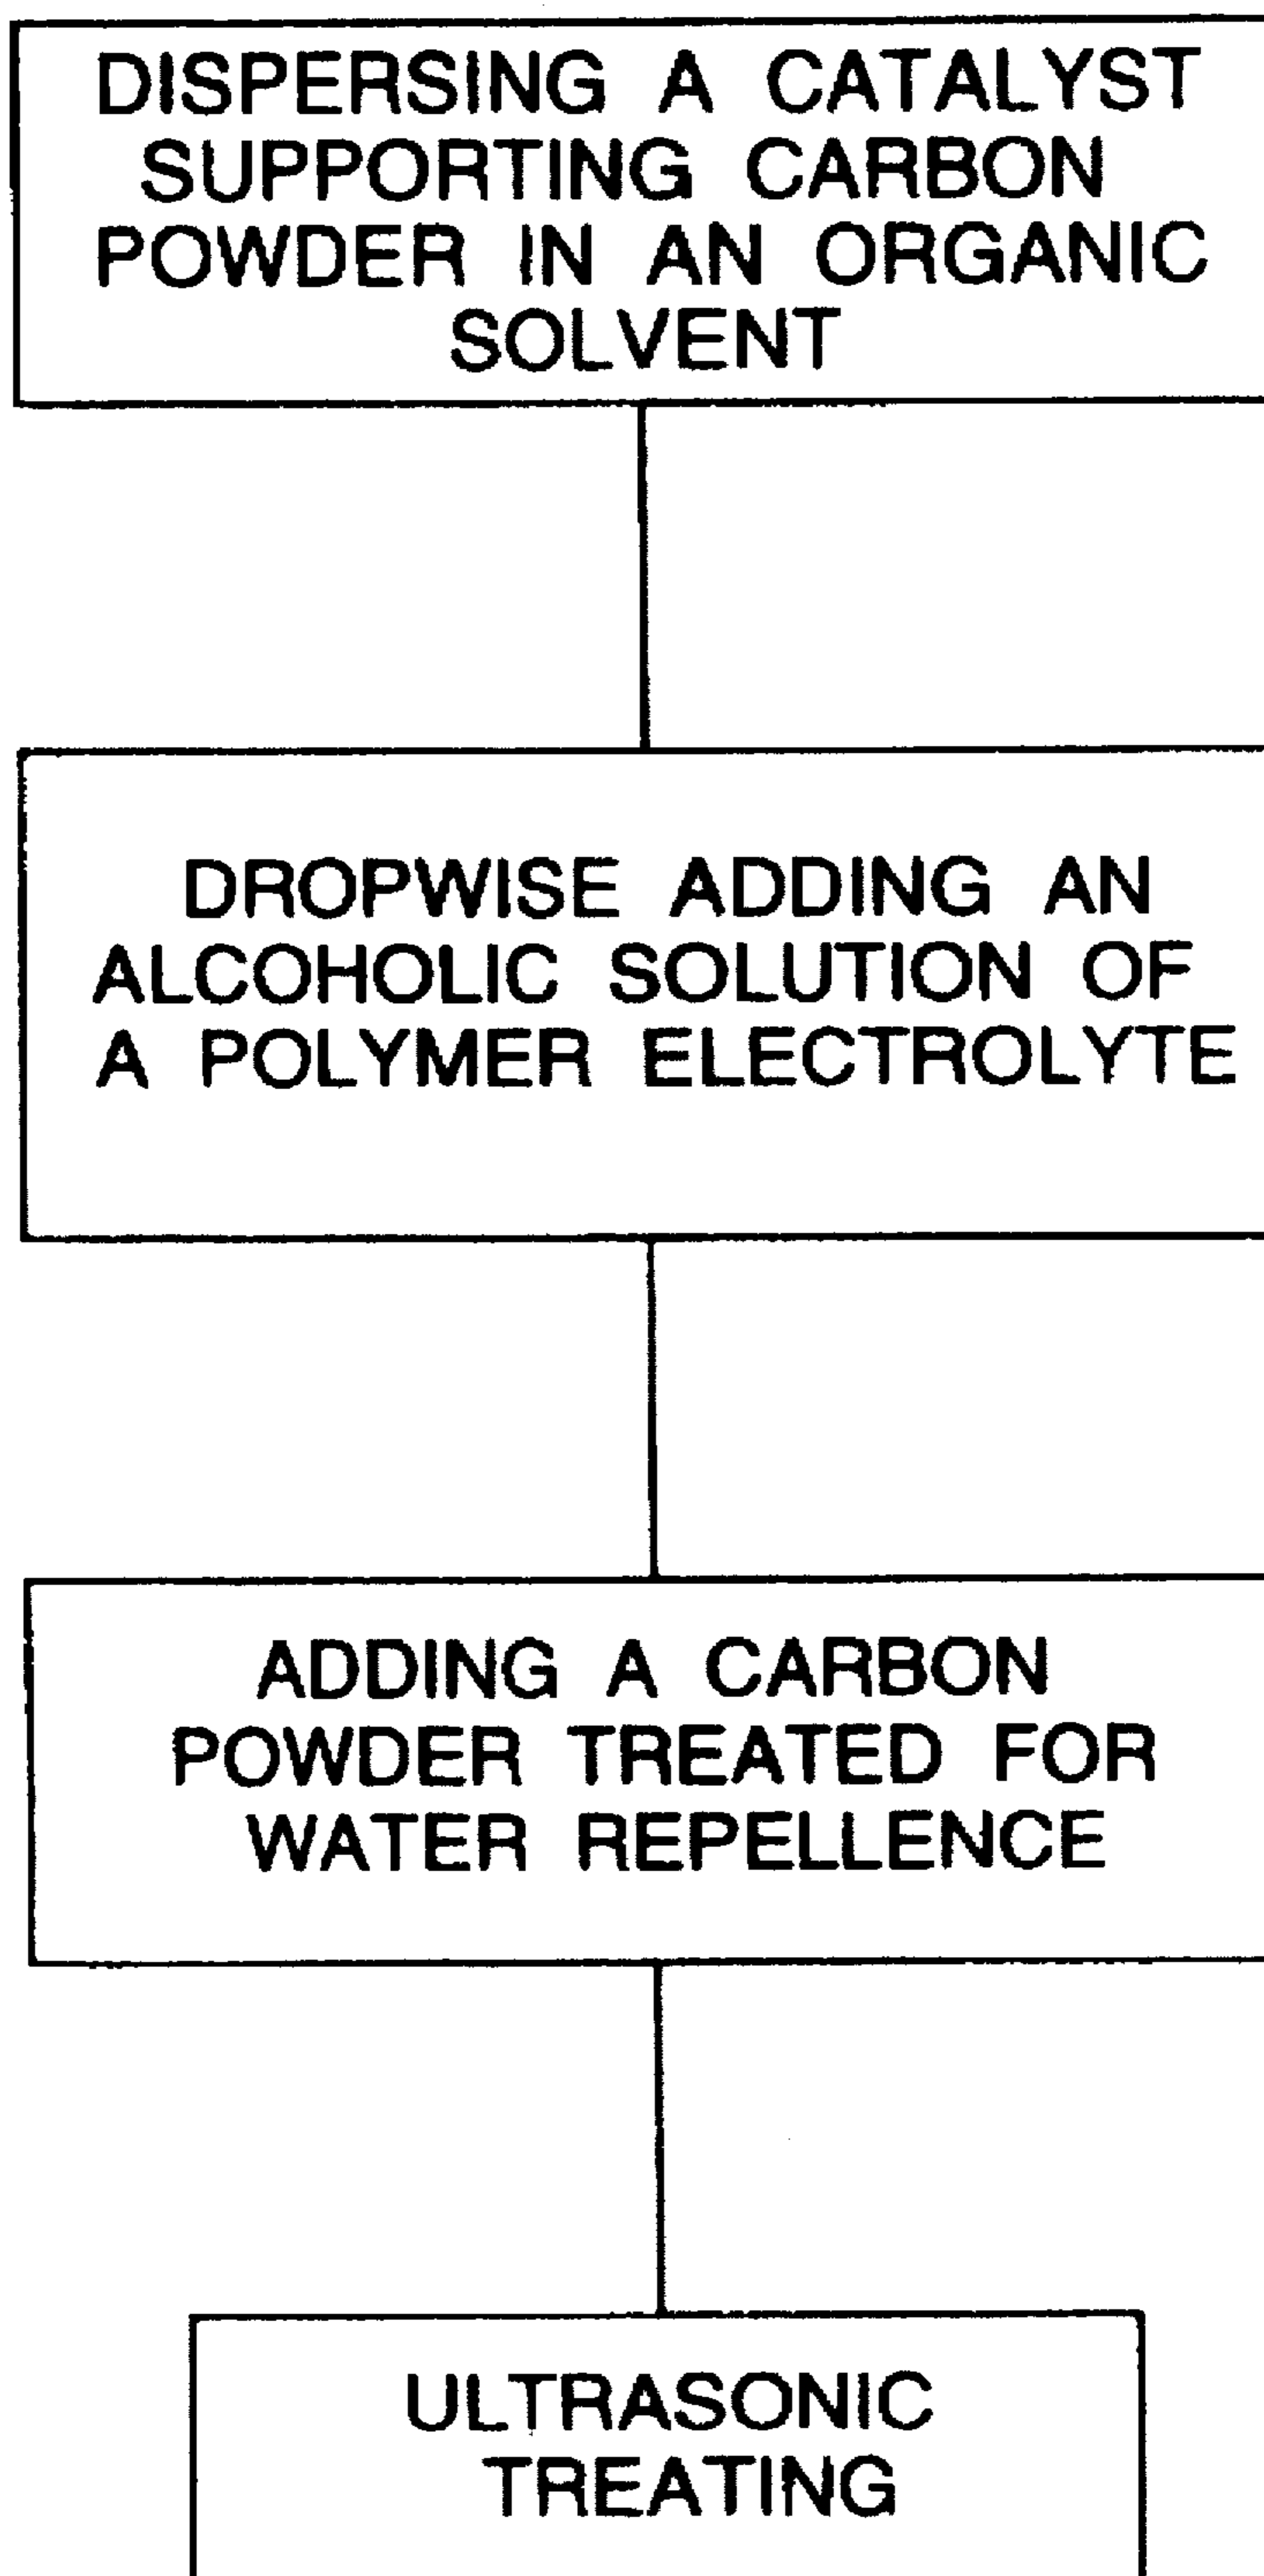 DISPERSING A CATALYST
SUPPORTING CARBON
POWDER IN AN ORGANIC
SOLVENT
DROPWISE ADDING AN
ALCOHOLIC SOLUTION OF
A POLYMER ELECTROLYTE
ADDING A CARBON
POWDER TREATED FOR
WATER REPELLENCE
ULTRASONIC
TREATING